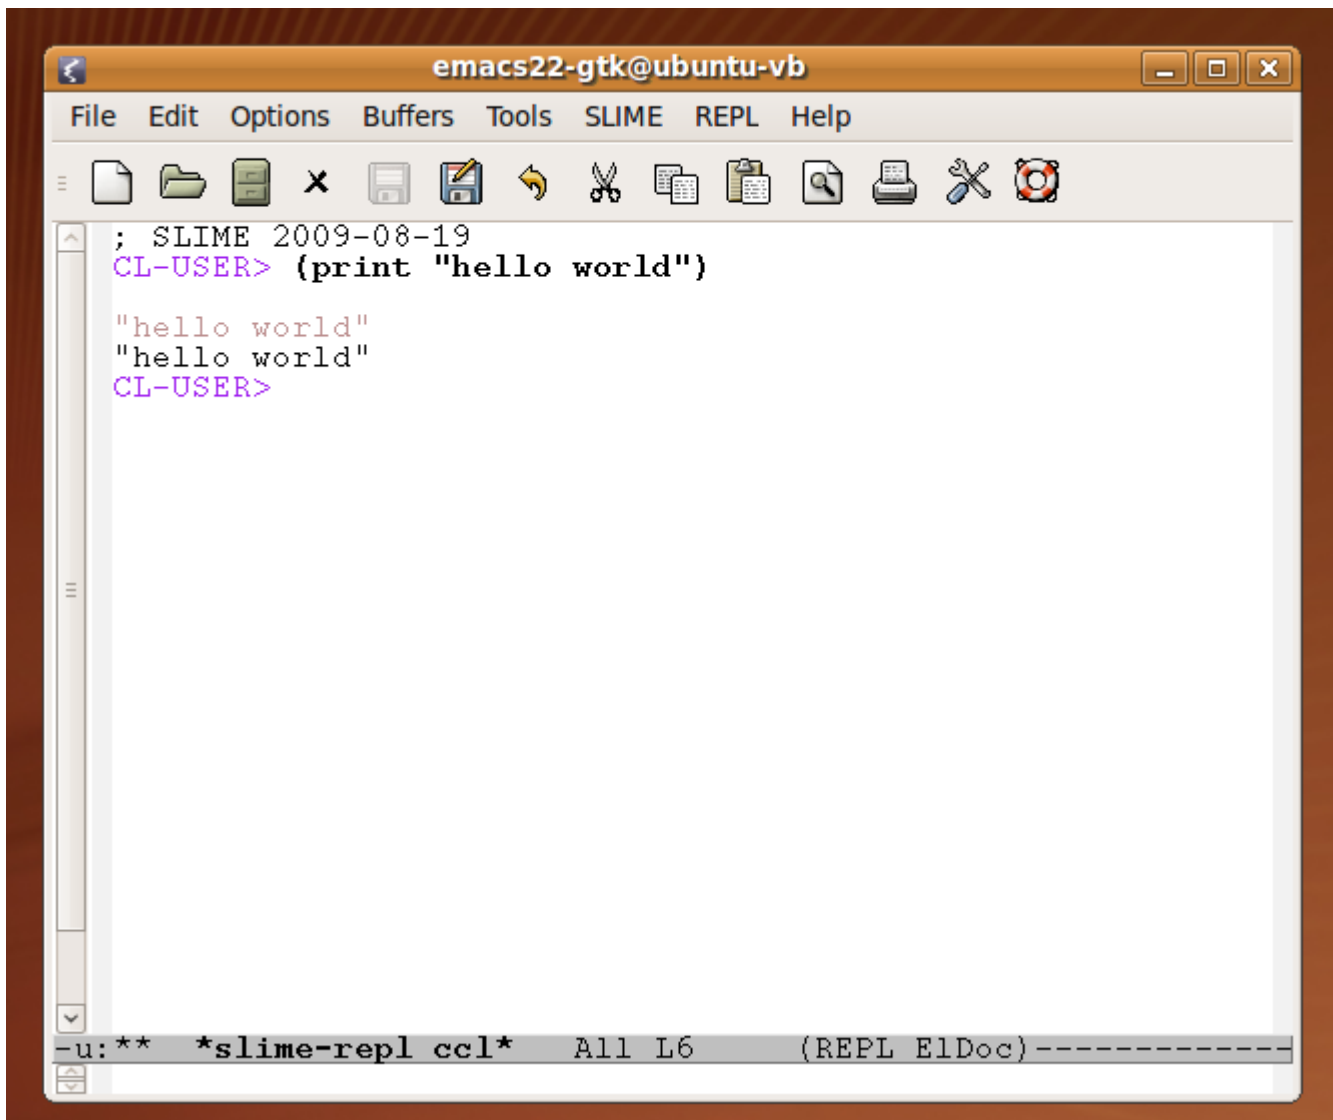 emacs22-gtk@ubuntu-vb
File Edit Options Buffers Tools SLIME REPL Help
; SLIME 2009-08-19
CL-USER> (print "hello world")
"hello world"
"hello world"
CL-USER>
-u:** *slime-repl ccl* All L6 (REPL ElDoc)-------------